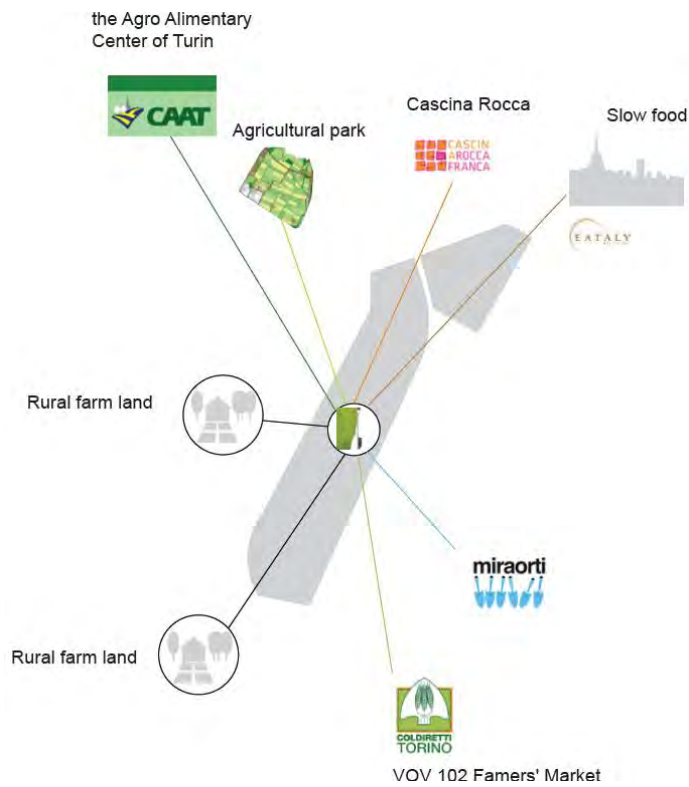 the Agro Alimentary
Center of Turin
CAAT
Agricultural park
Cascina Rocca
CASCIN
AROCCA
FRANCA
Slow food
EATALY
Rural farm land
miraorti
Rural farm land
COLDIRETTI
TORINO
VOV 102 Famers' Market